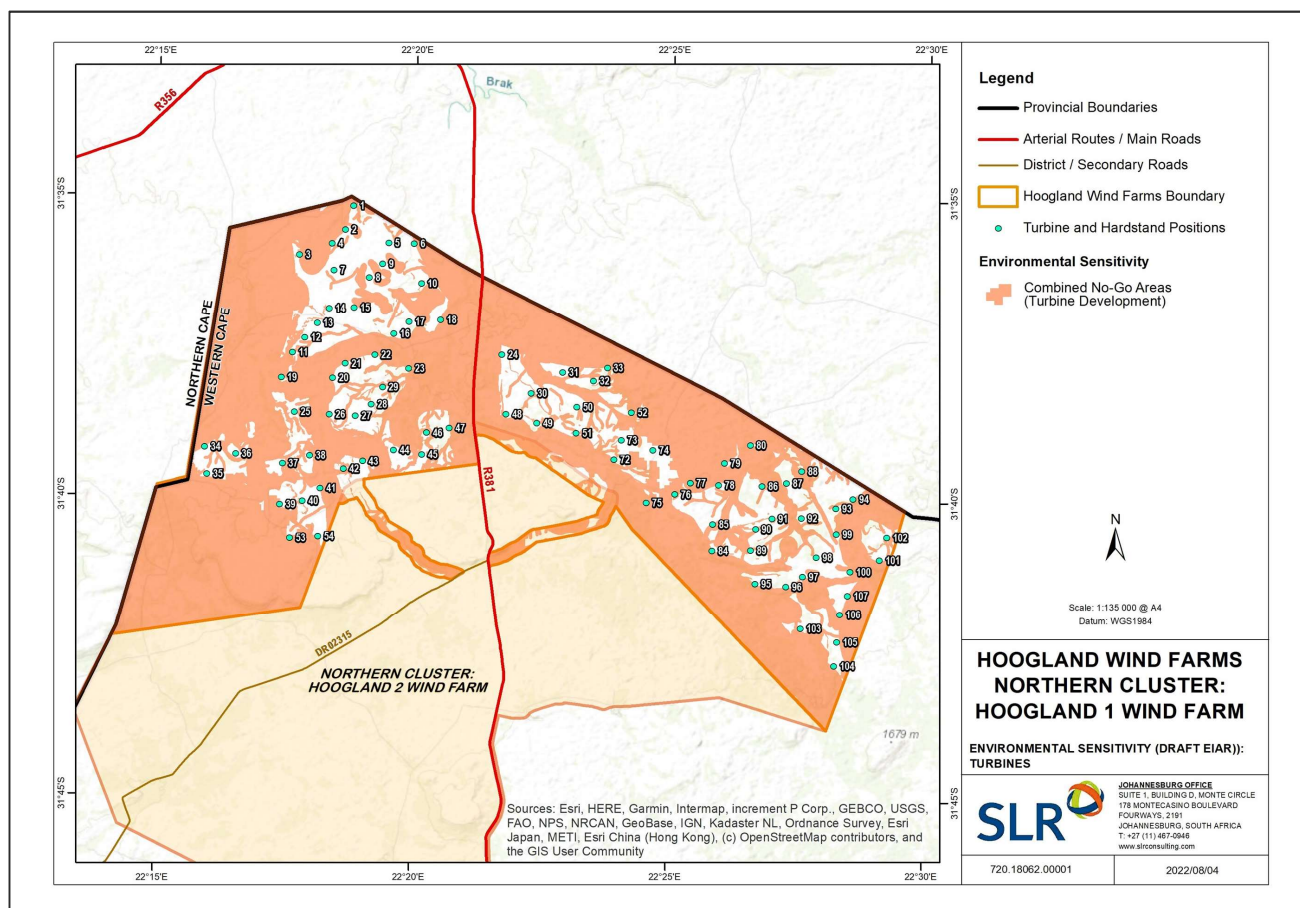 22°15'E
22°20'E
22°25'E
22°30'E
Brak
R356
31°35'S
31°35'S
1
2
3
4
5
6
7
8
9
10
11
12
13
14
15
16
17
18
19
20
21
22
23
24
25
26
27
28
29
30
31
32
33
34
35
36
37
38
39
40
41
42
43
44
45
46
47
48
49
50
51
52
53
54
72
73
74
75
76
77
78
79
80
84
85
86
87
88
89
90
91
92
93
94
95
96
97
98
99
100
101
102
103
104
105
106
107
NORTHERN CAPE
WESTERN CAPE
31°40'S
31°40'S
R381
DR02315
NORTHERN CLUSTER:
HOOGLAND 2 WIND FARM
1679 m
31°45'S
31°45'S
Sources: Esri, HERE, Garmin, Intermap, increment P Corp., GEBCO, USGS,
FAO, NPS, NRCAN, GeoBase, IGN, Kadaster NL, Ordnance Survey, Esri
Japan, METI, Esri China (Hong Kong), (c) OpenStreetMap contributors, and
the GIS User Community
22°15'E
22°20'E
22°25'E
22°30'E
Legend
Provincial Boundaries
Arterial Routes / Main Roads
District / Secondary Roads
Hoogland Wind Farms Boundary
Turbine and Hardstand Positions
Environmental Sensitivity
Combined No-Go Areas
(Turbine Development)
N
Scale: 1:135 000 @ A4
Datum: WGS1984
HOOGLAND WIND FARMS
NORTHERN CLUSTER:
HOOGLAND 1 WIND FARM
ENVIRONMENTAL SENSITIVITY (DRAFT EIAR)):
TURBINES
SLR
JOHANNESBURG OFFICE
SUITE 1, BUILDING D, MONTE CIRCLE
178 MONTECASINO BOULEVARD
FOURWAYS, 2191
JOHANNESBURG, SOUTH AFRICA
T: +27 (11) 467-0946
www.slrconsulting.com
720.18062.00001
2022/08/04